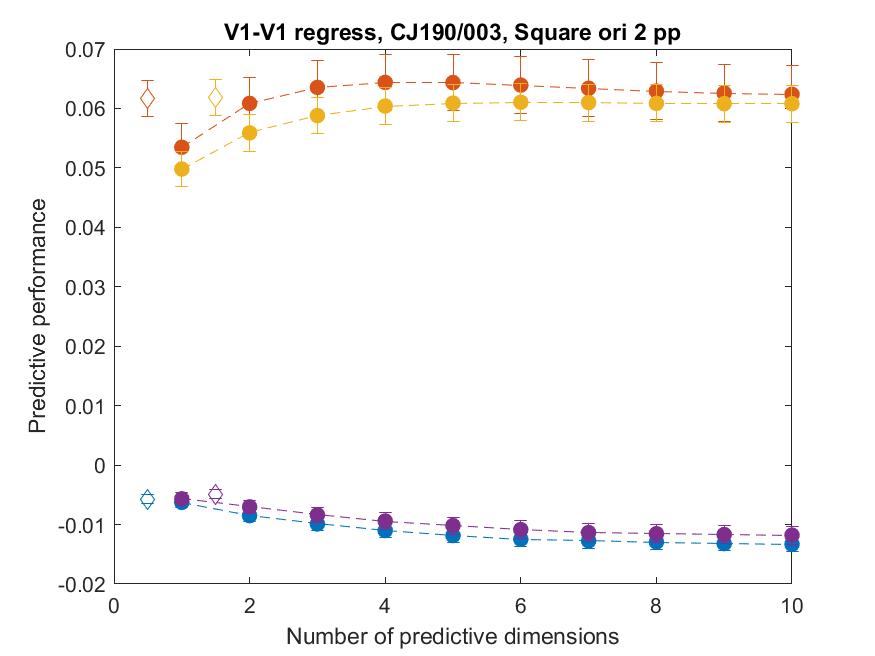 V1-V1 regress, CJ190/003, Square ori 2 pp
0.07
0.06
0.05
0.04
0.03
0.02
0.01
0
-0.01
-0.02
Predictive performance
0 2 4 6 8 10
Number of predictive dimensions